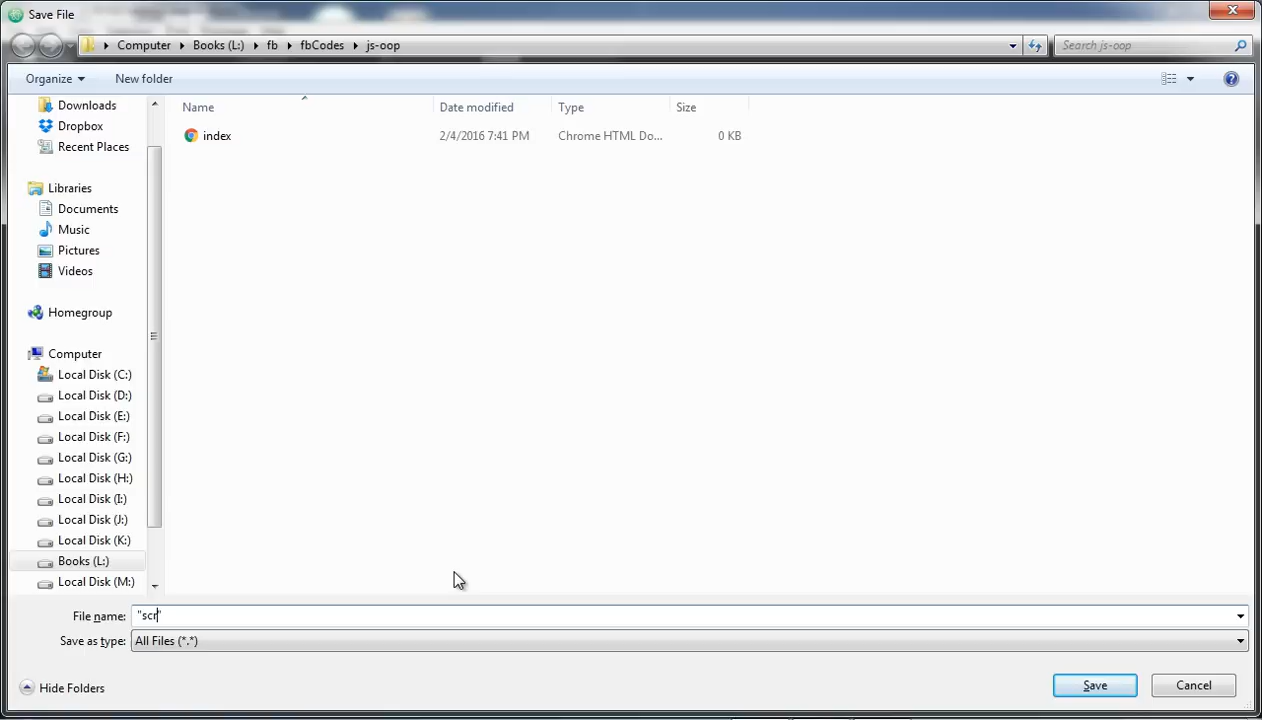 Save File
Computer Books (L:) fb fbCodes js-oop
Search js-oop
Organize New folder
Name Date modified Type Size
index 2/4/2016 7:41 PM Chrome HTML Do... 0 KB
Downloads
Dropbox
Recent Places
Libraries
Documents
Music
Pictures
Videos
Homegroup
Computer
Local Disk (C:)
Local Disk (D:)
Local Disk (E:)
Local Disk (F:)
Local Disk (G:)
Local Disk (H:)
Local Disk (I:)
Local Disk (J:)
Local Disk (K:)
Books (L:)
Local Disk (M:)
File name: "scr"
Save as type: All Files (*.*)
Hide Folders Save Cancel